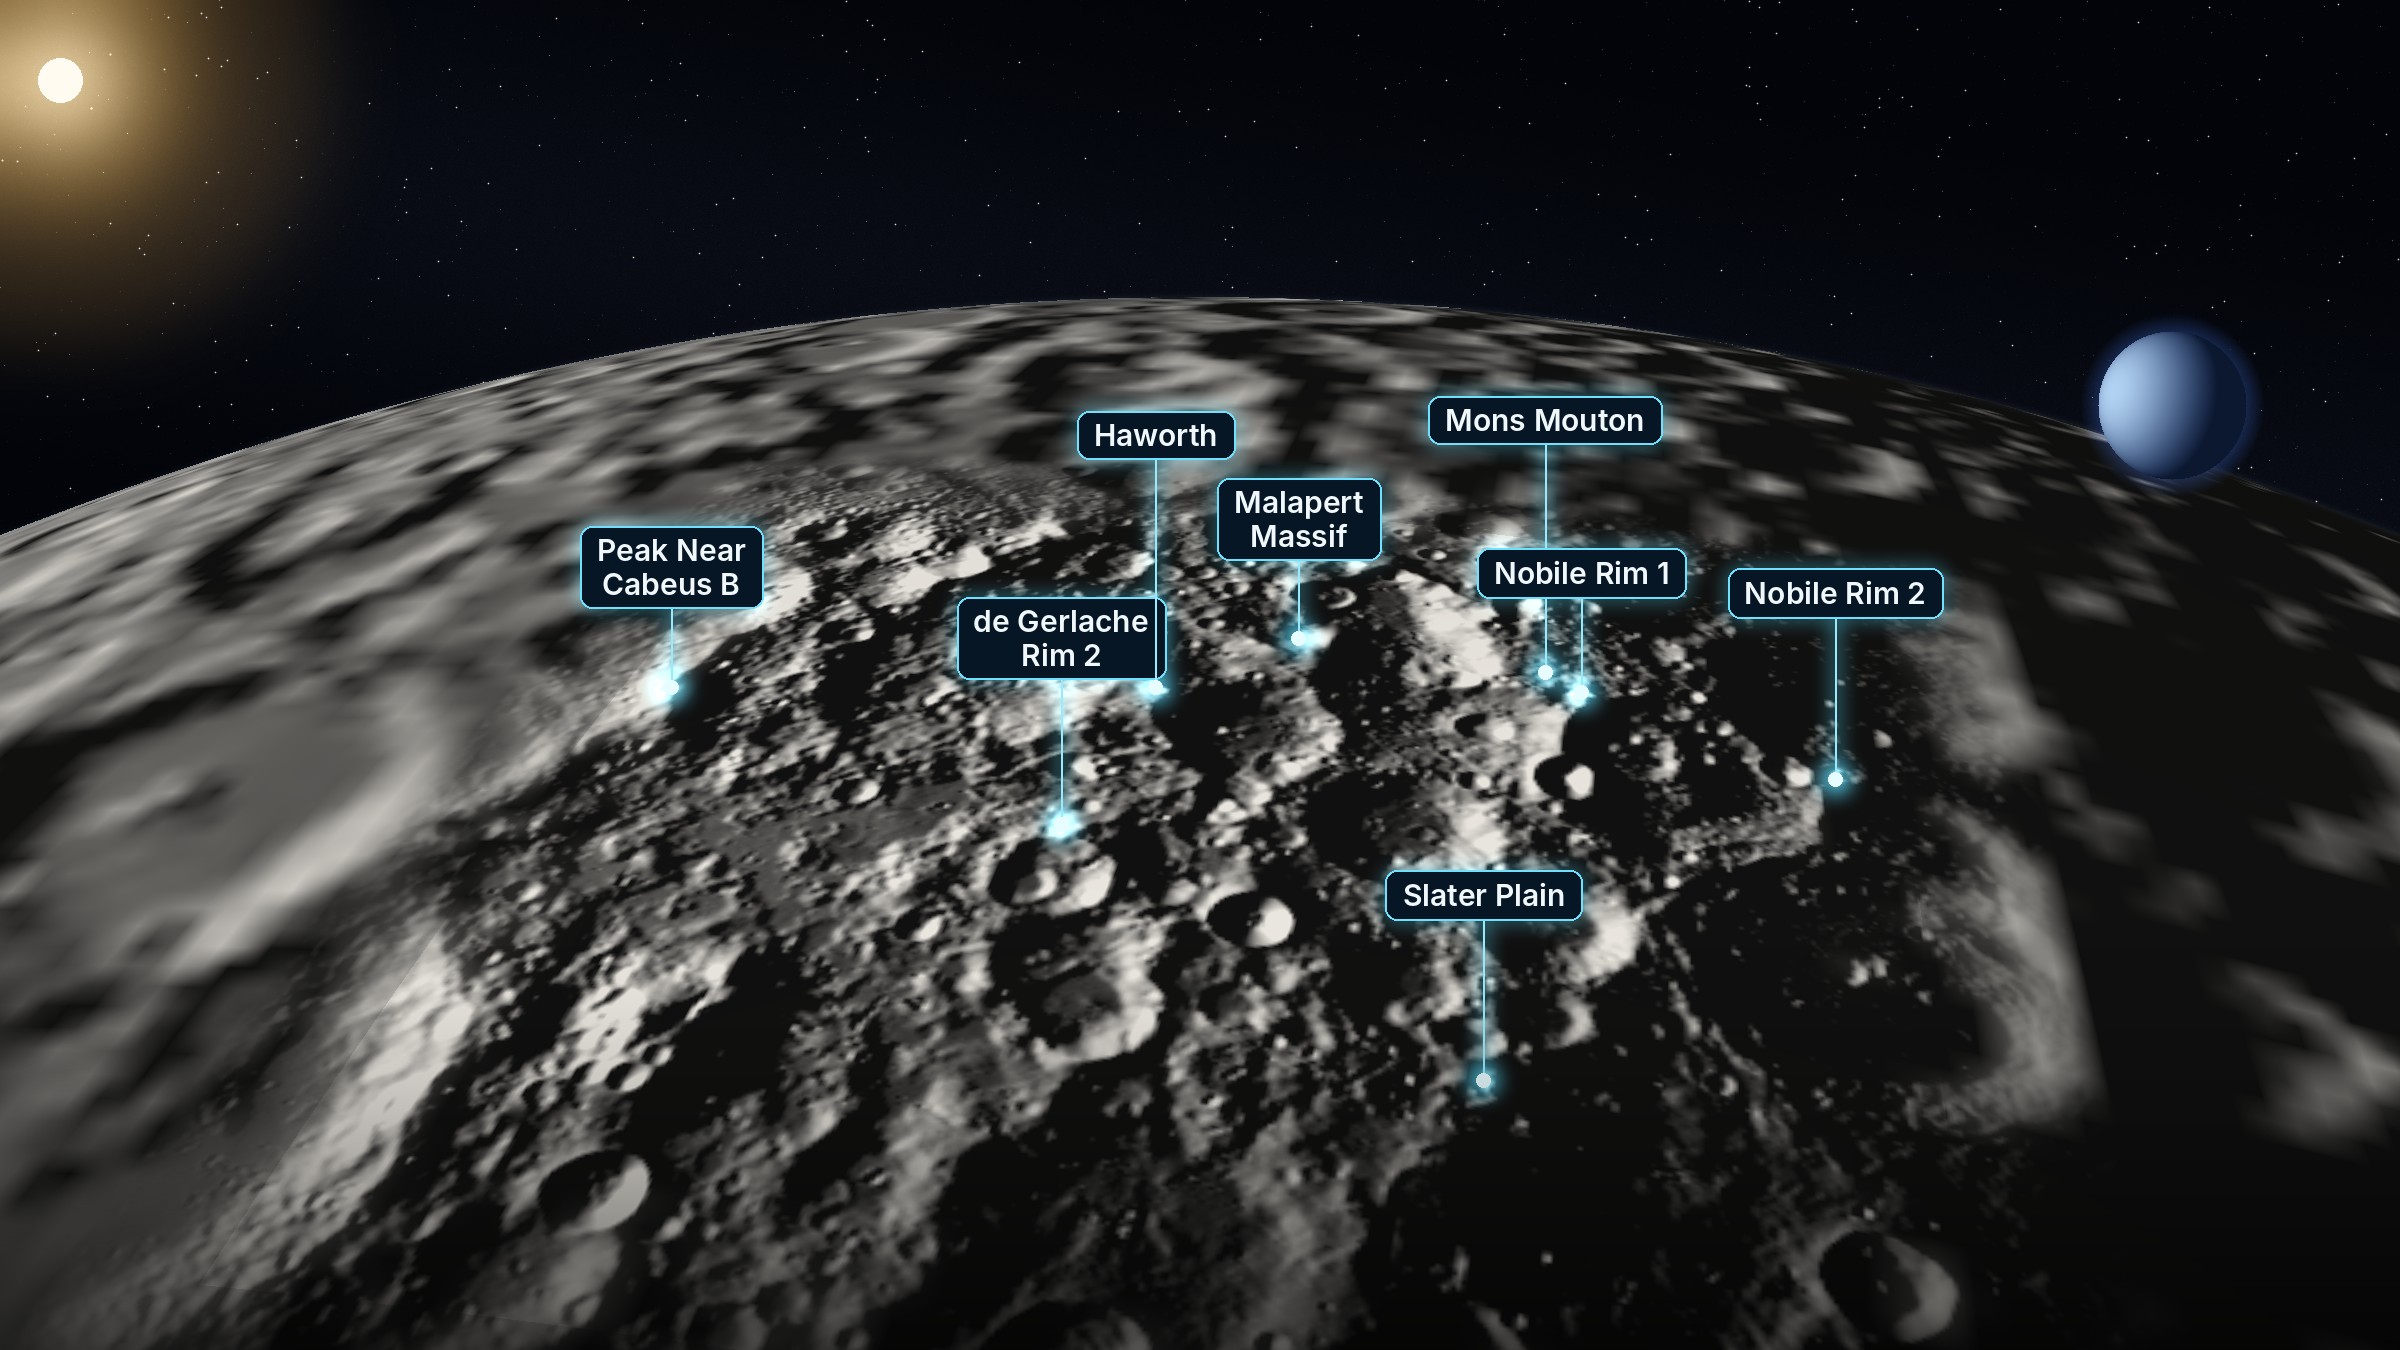 Mons Mouton
Haworth
Malapert
Massif
Peak Near
Cabeus B
Nobile Rim 1
Nobile Rim 2
de Gerlache
Rim 2
Slater Plain